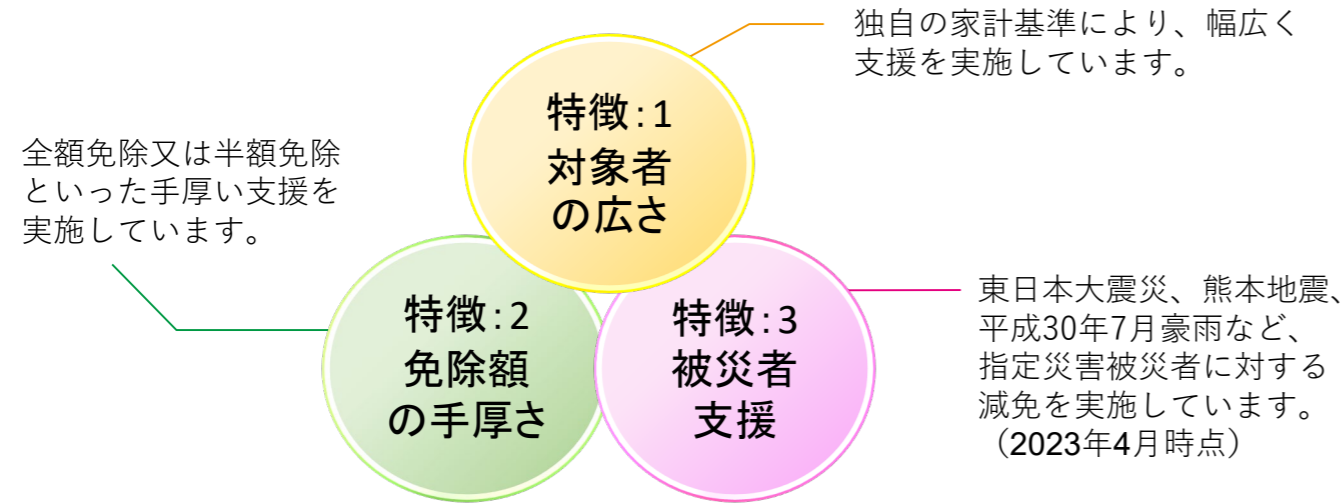 独自の家計基準により、幅広く
支援を実施しています。
特徴:1
対象者
の広さ
全額免除又は半額免除
といった手厚い支援を
実施しています。
特徴:2
免除額
の手厚さ
特徴:3
被災者
支援
東日本大震災、熊本地震、
平成30年7月豪雨など、
指定災害被災者に対する
減免を実施しています。
（2023年4月時点）